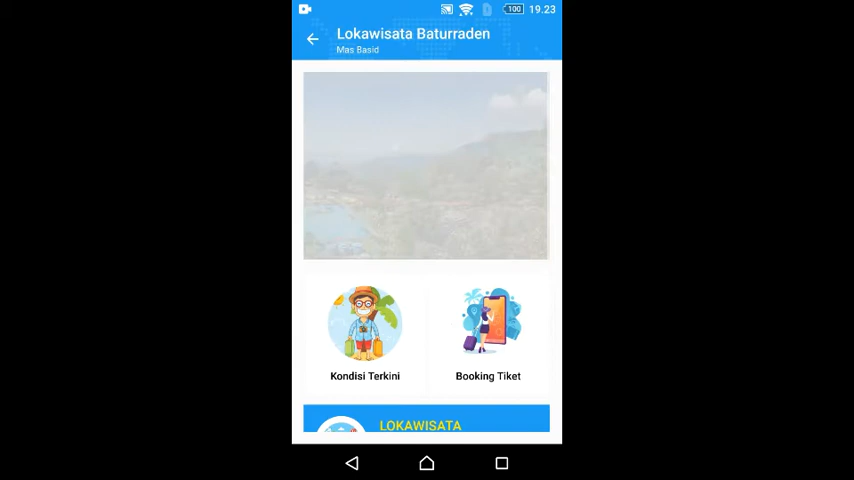 100 19.23
Lokawisata Baturraden
Mas Basid
Kondisi Terkini
Booking Tiket
LOKAWISATA